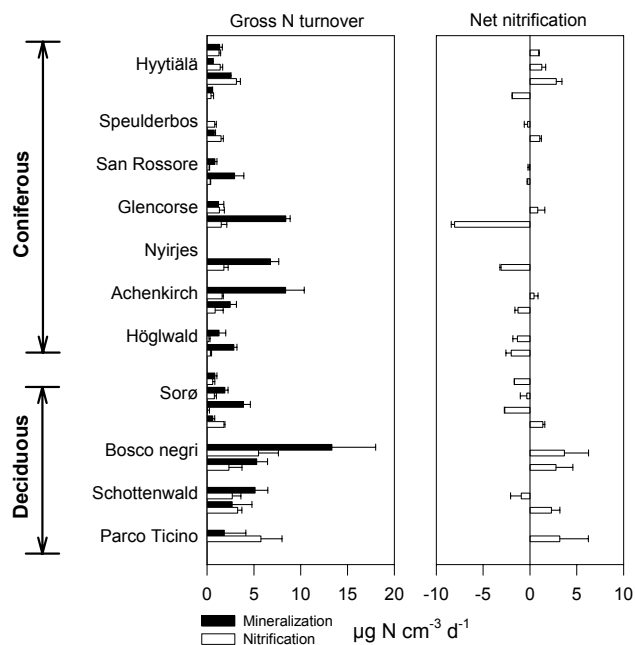 Gross N turnover
Net nitrification
Coniferous
Hyytiälä
Speulderbos
San Rossore
Glencorse
Nyirjes
Achenkirch
Höglwald
Deciduous
Sorø
Bosco negri
Schottenwald
Parco Ticino
0 5 10 15 20
-10 -5 0 5 10
Mineralization
Nitrification
µg N cm⁻³ d⁻¹